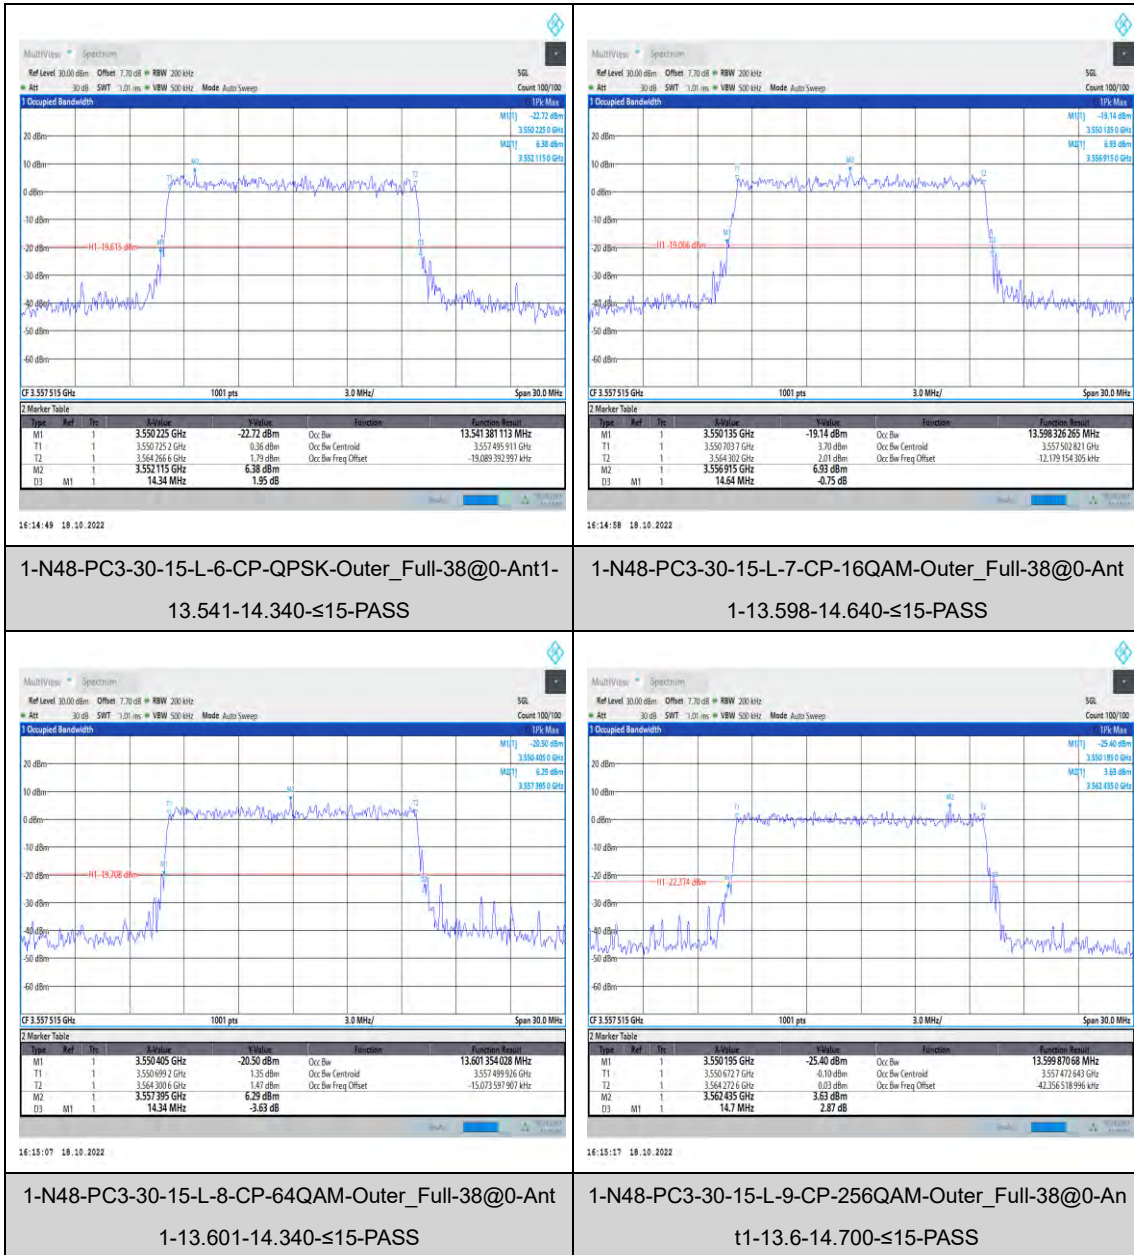 MultiView Spectrum
Ref Level 30.00 dBm Offset 7.70 dB RBW 200 kHz SGL
Att 30 dB SWT 1.01 ms VBW 500 kHz Mode Auto Sweep Count 100/100
1 Occupied Bandwidth 1Pk Max
M1[1] -22.72 dBm
3.550 225 0 GHz
M2[1] 6.38 dBm
3.552 115 0 GHz
20 dBm
10 dBm
M2
T1 T2
0 dBm
-10 dBm
-20 dBm H1 -19.615 dBm
-30 dBm
-40 dBm
-50 dBm
-60 dBm
CF 3.557 515 GHz 1001 pts 3.0 MHz/ Span 30.0 MHz
2 Marker Table
Type Ref Trc X-Value Y-Value Function Function Result
M1 1 3.550 225 GHz -22.72 dBm Occ Bw 13.541 381 113 MHz
T1 1 3.550 725 2 GHz 0.36 dBm Occ Bw Centroid 3.557 495 911 GHz
T2 1 3.564 266 6 GHz 1.79 dBm Occ Bw Freq Offset -19.089 392 997 kHz
M2 1 3.552 115 GHz 6.38 dBm
D3 M1 1 14.34 MHz 1.95 dB
16:14:49 18.10.2022
1-N48-PC3-30-15-L-6-CP-QPSK-Outer_Full-38@0-Ant1-
13.541-14.340-≤15-PASS
MultiView Spectrum
Ref Level 30.00 dBm Offset 7.70 dB RBW 200 kHz SGL
Att 30 dB SWT 1.01 ms VBW 500 kHz Mode Auto Sweep Count 100/100
1 Occupied Bandwidth 1Pk Max
M1[1] -19.14 dBm
3.550 135 0 GHz
M2[1] 6.93 dBm
3.556 915 0 GHz
20 dBm
10 dBm
M2
T1 T2
0 dBm
-10 dBm
M1
-20 dBm H1 -19.066 dBm
-30 dBm
-40 dBm
-50 dBm
-60 dBm
CF 3.557 515 GHz 1001 pts 3.0 MHz/ Span 30.0 MHz
2 Marker Table
Type Ref Trc X-Value Y-Value Function Function Result
M1 1 3.550 135 GHz -19.14 dBm Occ Bw 13.598 326 265 MHz
T1 1 3.550 703 7 GHz 3.70 dBm Occ Bw Centroid 3.557 502 821 GHz
T2 1 3.564 302 GHz 2.01 dBm Occ Bw Freq Offset -12.179 154 305 kHz
M2 1 3.556 915 GHz 6.93 dBm
D3 M1 1 14.64 MHz -0.75 dB
16:14:58 18.10.2022
1-N48-PC3-30-15-L-7-CP-16QAM-Outer_Full-38@0-Ant
1-13.598-14.640-≤15-PASS
MultiView Spectrum
Ref Level 30.00 dBm Offset 7.70 dB RBW 200 kHz SGL
Att 30 dB SWT 1.01 ms VBW 500 kHz Mode Auto Sweep Count 100/100
1 Occupied Bandwidth 1Pk Max
M1[1] -20.50 dBm
3.550 405 0 GHz
M2[1] 6.29 dBm
3.557 395 0 GHz
20 dBm
10 dBm
M2
T1 T2
0 dBm
-10 dBm
M1
-20 dBm H1 -19.708 dBm
-30 dBm
-40 dBm
-50 dBm
-60 dBm
CF 3.557 515 GHz 1001 pts 3.0 MHz/ Span 30.0 MHz
2 Marker Table
Type Ref Trc X-Value Y-Value Function Function Result
M1 1 3.550 405 GHz -20.50 dBm Occ Bw 13.601 354 028 MHz
T1 1 3.550 699 2 GHz 1.35 dBm Occ Bw Centroid 3.557 499 926 GHz
T2 1 3.564 300 6 GHz 1.47 dBm Occ Bw Freq Offset -15.073 597 907 kHz
M2 1 3.557 395 GHz 6.29 dBm
D3 M1 1 14.34 MHz -3.63 dB
16:15:07 18.10.2022
1-N48-PC3-30-15-L-8-CP-64QAM-Outer_Full-38@0-Ant
1-13.601-14.340-≤15-PASS
MultiView Spectrum
Ref Level 30.00 dBm Offset 7.70 dB RBW 200 kHz SGL
Att 30 dB SWT 1.01 ms VBW 500 kHz Mode Auto Sweep Count 100/100
1 Occupied Bandwidth 1Pk Max
M1[1] -25.40 dBm
3.550 195 0 GHz
M2[1] 3.63 dBm
3.562 435 0 GHz
20 dBm
10 dBm
M2
T1
0 dBm
-10 dBm
-20 dBm
H1 -22.374 dBm
-30 dBm
-40 dBm
-50 dBm
-60 dBm
CF 3.557 515 GHz 1001 pts 3.0 MHz/ Span 30.0 MHz
2 Marker Table
Type Ref Trc X-Value Y-Value Function Function Result
M1 1 3.550 195 GHz -25.40 dBm Occ Bw 13.599 870 68 MHz
T1 1 3.550 672 7 GHz -0.10 dBm Occ Bw Centroid 3.557 472 643 GHz
T2 1 3.564 272 6 GHz 0.03 dBm Occ Bw Freq Offset -42.356 518 996 kHz
M2 1 3.562 435 GHz 3.63 dBm
D3 M1 1 14.7 MHz 2.87 dB
16:15:17 18.10.2022
1-N48-PC3-30-15-L-9-CP-256QAM-Outer_Full-38@0-An
t1-13.6-14.700-≤15-PASS